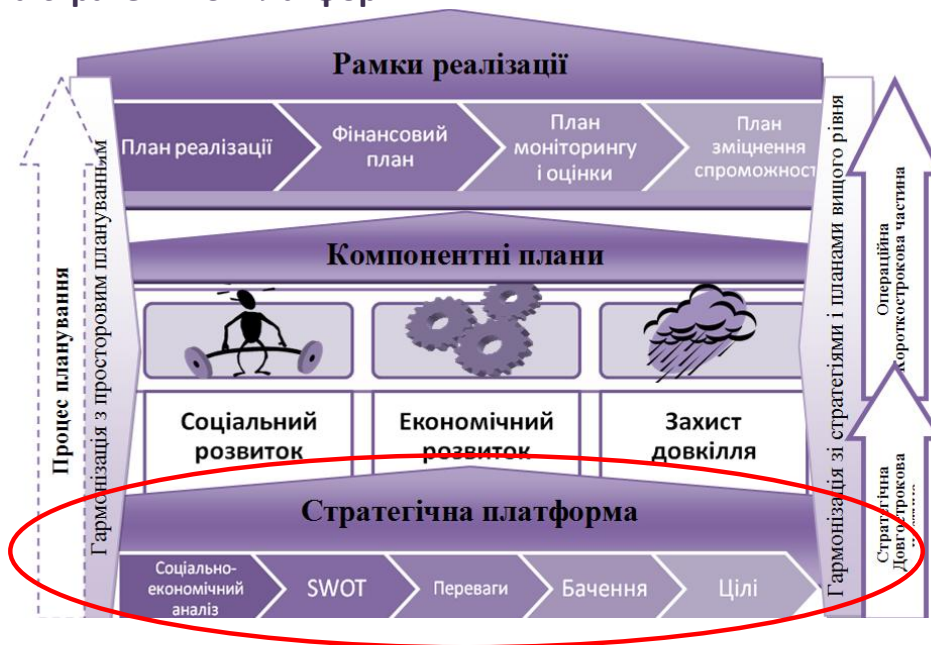 Рамки реалізації
План реалізації
Фінансовий
план
План
моніторингу
і оцінки
План
зміцнення
Компонентні плани
Соціальний
розвиток
Економічний
розвиток
Захист
довкілля
Стратегічна платформа
Соціально-
економічний
аналіз
SWOT
Переваги
Бачення
Цілі
Процес планування
Гармонізація з просторовим плануванням
Гармонізація зі стратегіями і планами вищого рівня
Операційна
короткострокова частина
Стратегічна
Довгострокова